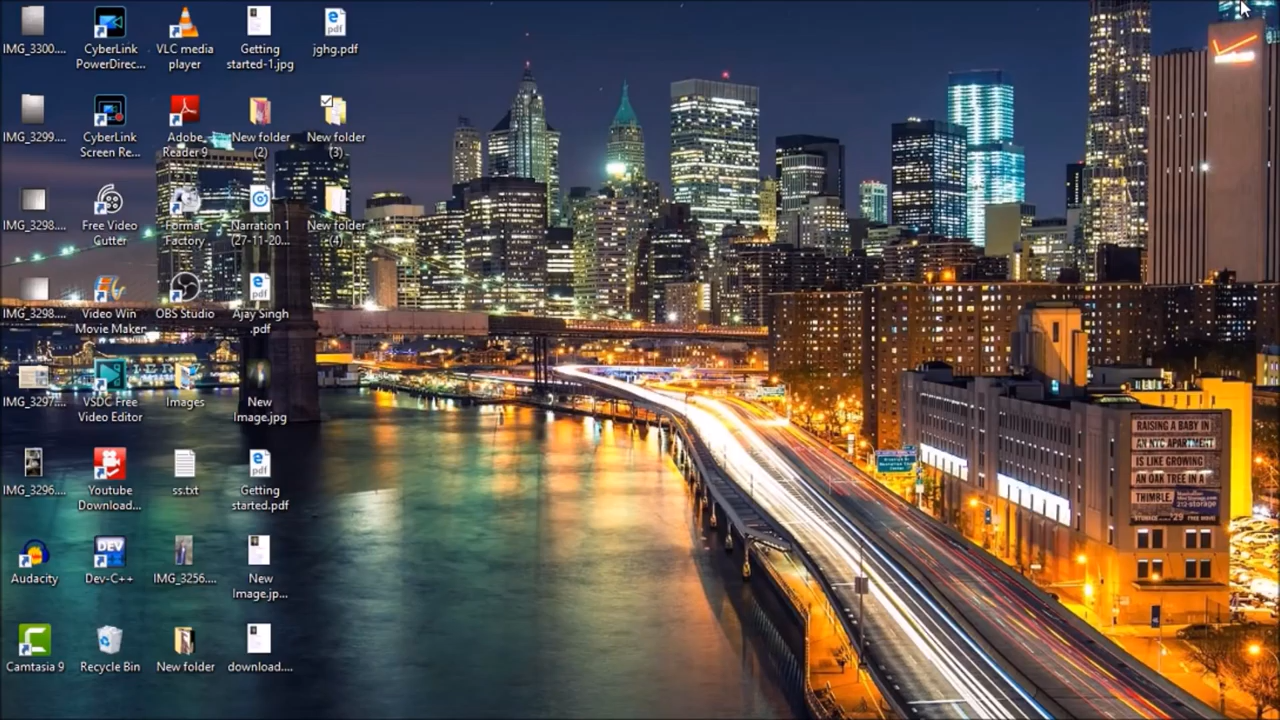 IMG_3300....
CyberLink
PowerDirec...
VLC media
player
Getting
started-1.jpg
jghg.pdf
IMG_3299....
CyberLink
Screen Re...
Adobe
Reader 9
New folder
(2)
New folder
(3)
IMG_3298....
Free Video
Cutter
Format
Factory
Narration 1
(27-11-20...
New folder
(4)
IMG_3298....
Video Win
Movie Maker
OBS Studio
Ajay Singh
.pdf
IMG_3297....
VSDC Free
Video Editor
Images
New
Image.jpg
IMG_3296....
Youtube
Download...
ss.txt
Getting
started.pdf
Audacity
DEV
Dev-C++
IMG_3256....
New
Image.jp...
Camtasia 9
Recycle Bin
New folder
download....
RAISING A BABY IN
AN NYC APARTMENT
IS LIKE GROWING
AN OAK TREE IN A
THIMBLE.
212-storage